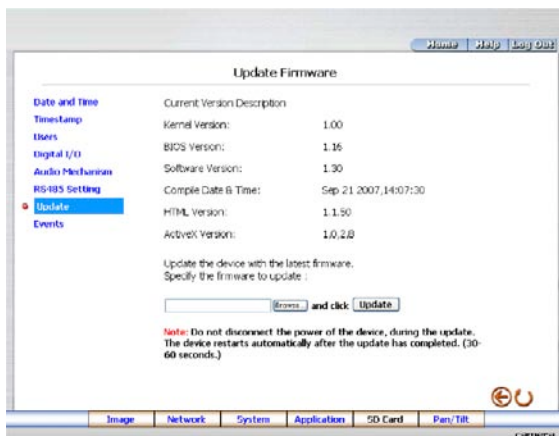 Home Help Log Out
Update Firmware
Date and Time
Timestamp
Users
Digital I/O
Audio Mechanism
RS485 Setting
Update
Events
Current Version Description
Kernel Version: 1.00
BIOS Version: 1.16
Software Version: 1.30
Compile Date & Time: Sep 21 2007,14:07:30
HTML Version: 1.1.50
ActiveX Version: 1,0,2,8
Update the device with the latest firmware.
Specify the firmware to update :
Browse... and click Update
Note: Do not disconnect the power of the device, during the update.
The device restarts automatically after the update has completed. (30-
60 seconds.)
Image Network System Application SD Card Pan/Tilt